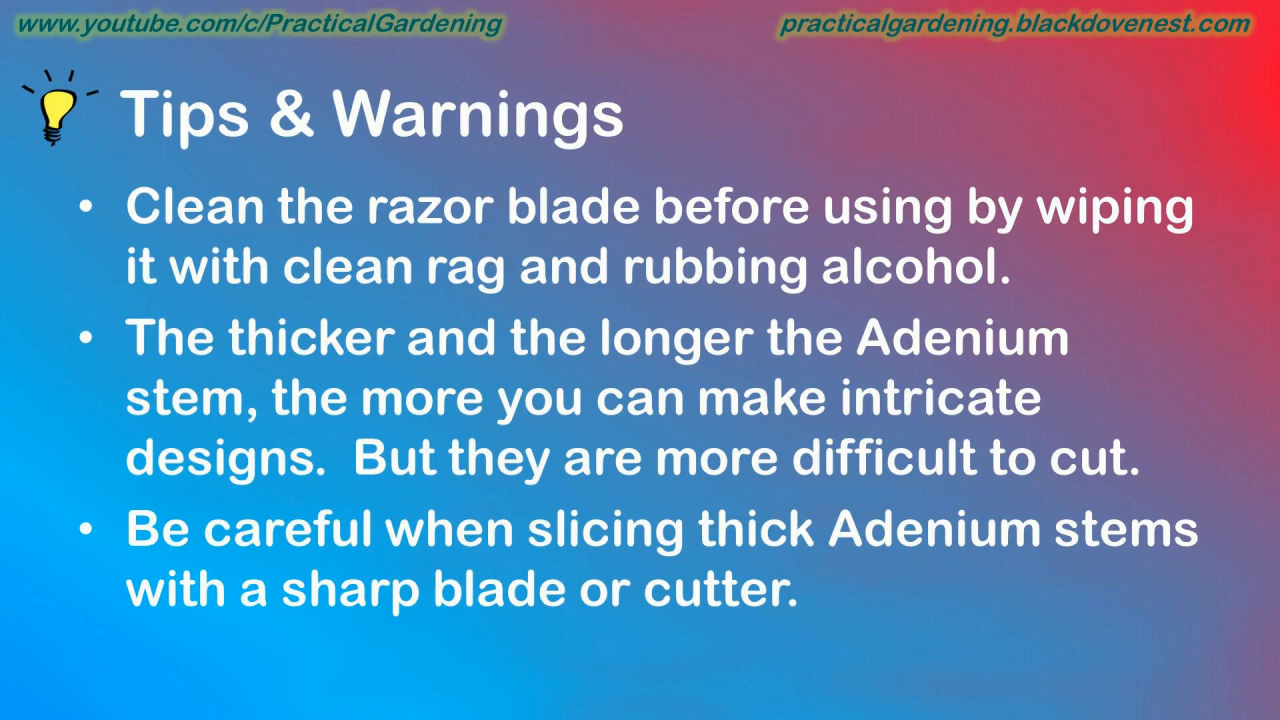 www.youtube.com/c/PracticalGardening
practicalgardening.blackdovenest.com
Tips & Warnings
• Clean the razor blade before using by wiping
it with clean rag and rubbing alcohol.
• The thicker and the longer the Adenium
stem, the more you can make intricate
designs.  But they are more difficult to cut.
• Be careful when slicing thick Adenium stems
with a sharp blade or cutter.